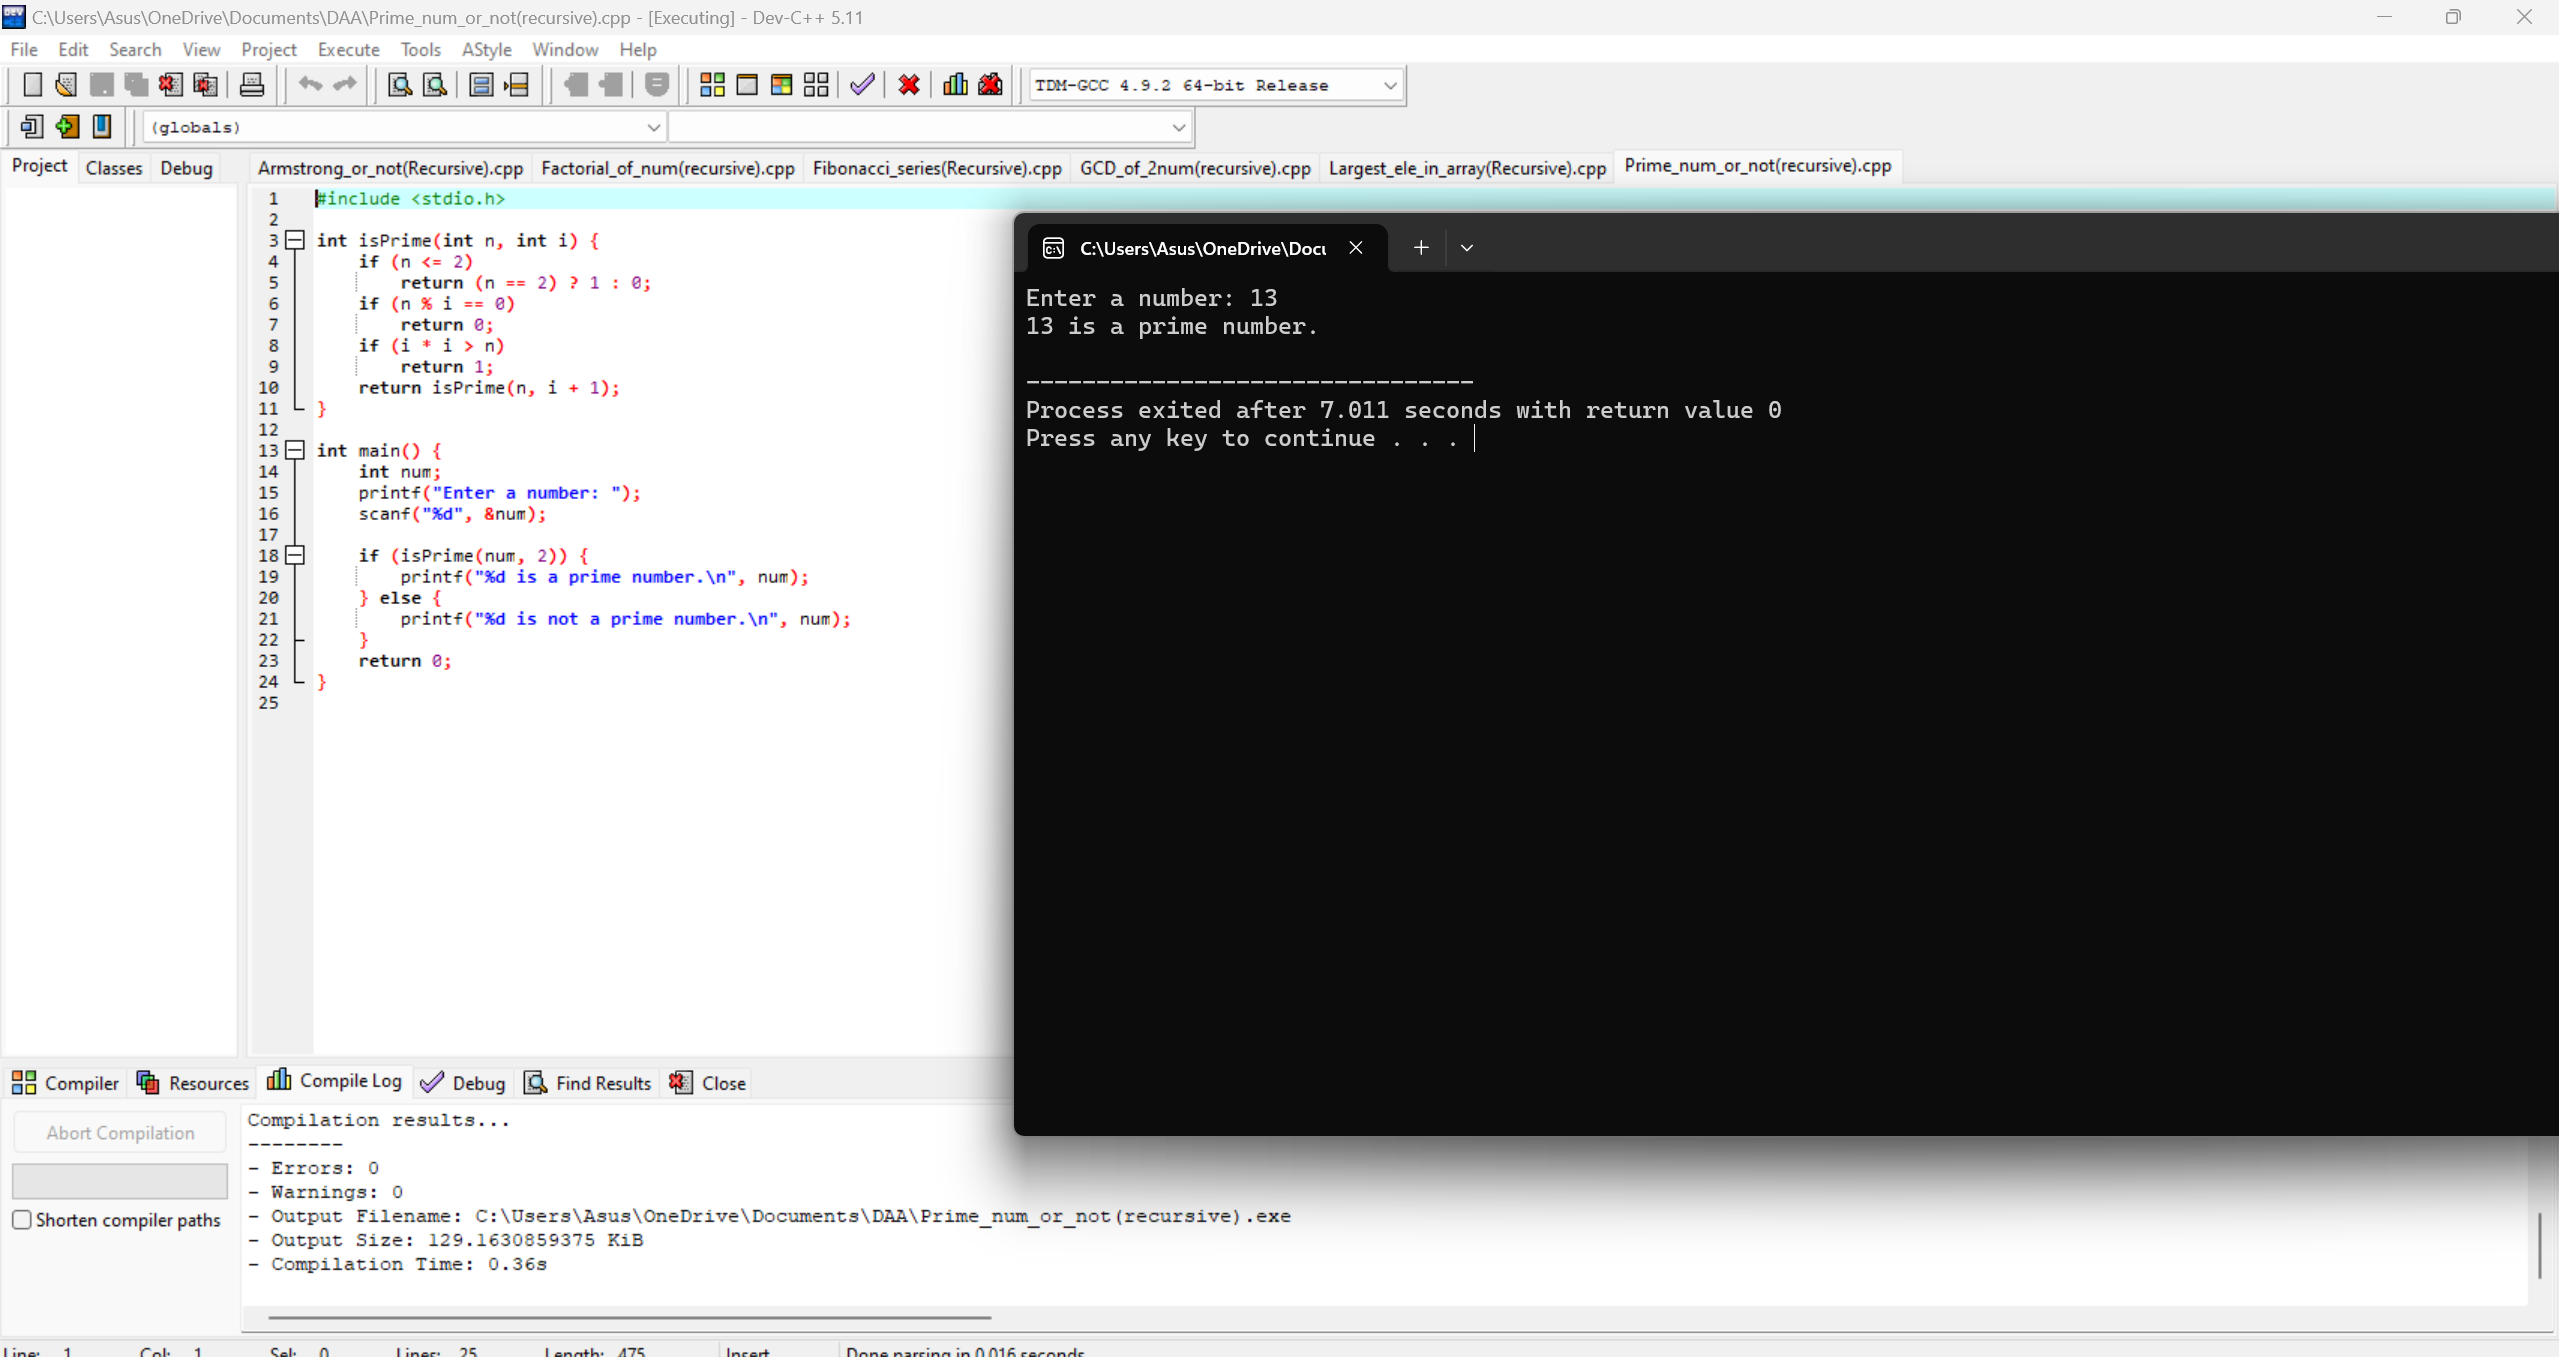 C:\Users\Asus\OneDrive\Documents\DAA\Prime_num_or_not(recursive).cpp - [Executing] - Dev-C++ 5.11
File Edit Search View Project Execute Tools AStyle Window Help
TDM-GCC 4.9.2 64-bit Release
(globals)
Project Classes Debug
Armstrong_or_not(Recursive).cpp Factorial_of_num(recursive).cpp Fibonacci_series(Recursive).cpp GCD_of_2num(recursive).cpp Largest_ele_in_array(Recursive).cpp Prime_num_or_not(recursive).cpp
1 #include <stdio.h>
2
3 int isPrime(int n, int i) {
4     if (n <= 2)
5         return (n == 2) ? 1 : 0;
6     if (n % i == 0)
7         return 0;
8     if (i * i > n)
9         return 1;
10     return isPrime(n, i + 1);
11 }
12
13 int main() {
14     int num;
15     printf("Enter a number: ");
16     scanf("%d", &num);
17
18     if (isPrime(num, 2)) {
19         printf("%d is a prime number.\n", num);
20     } else {
21         printf("%d is not a prime number.\n", num);
22     }
23     return 0;
24 }
25
C:\Users\Asus\OneDrive\Docu
Enter a number: 13
13 is a prime number.
--------------------------------
Process exited after 7.011 seconds with return value 0
Press any key to continue . . .
Compiler Resources Compile Log Debug Find Results Close
Abort Compilation
Shorten compiler paths
Compilation results...
--------
- Errors: 0
- Warnings: 0
- Output Filename: C:\Users\Asus\OneDrive\Documents\DAA\Prime_num_or_not(recursive).exe
- Output Size: 129.1630859375 KiB
- Compilation Time: 0.36s
Line: 1 Col: 1 Sel: 0 Lines: 25 Length: 475 Insert Done parsing in 0.016 seconds